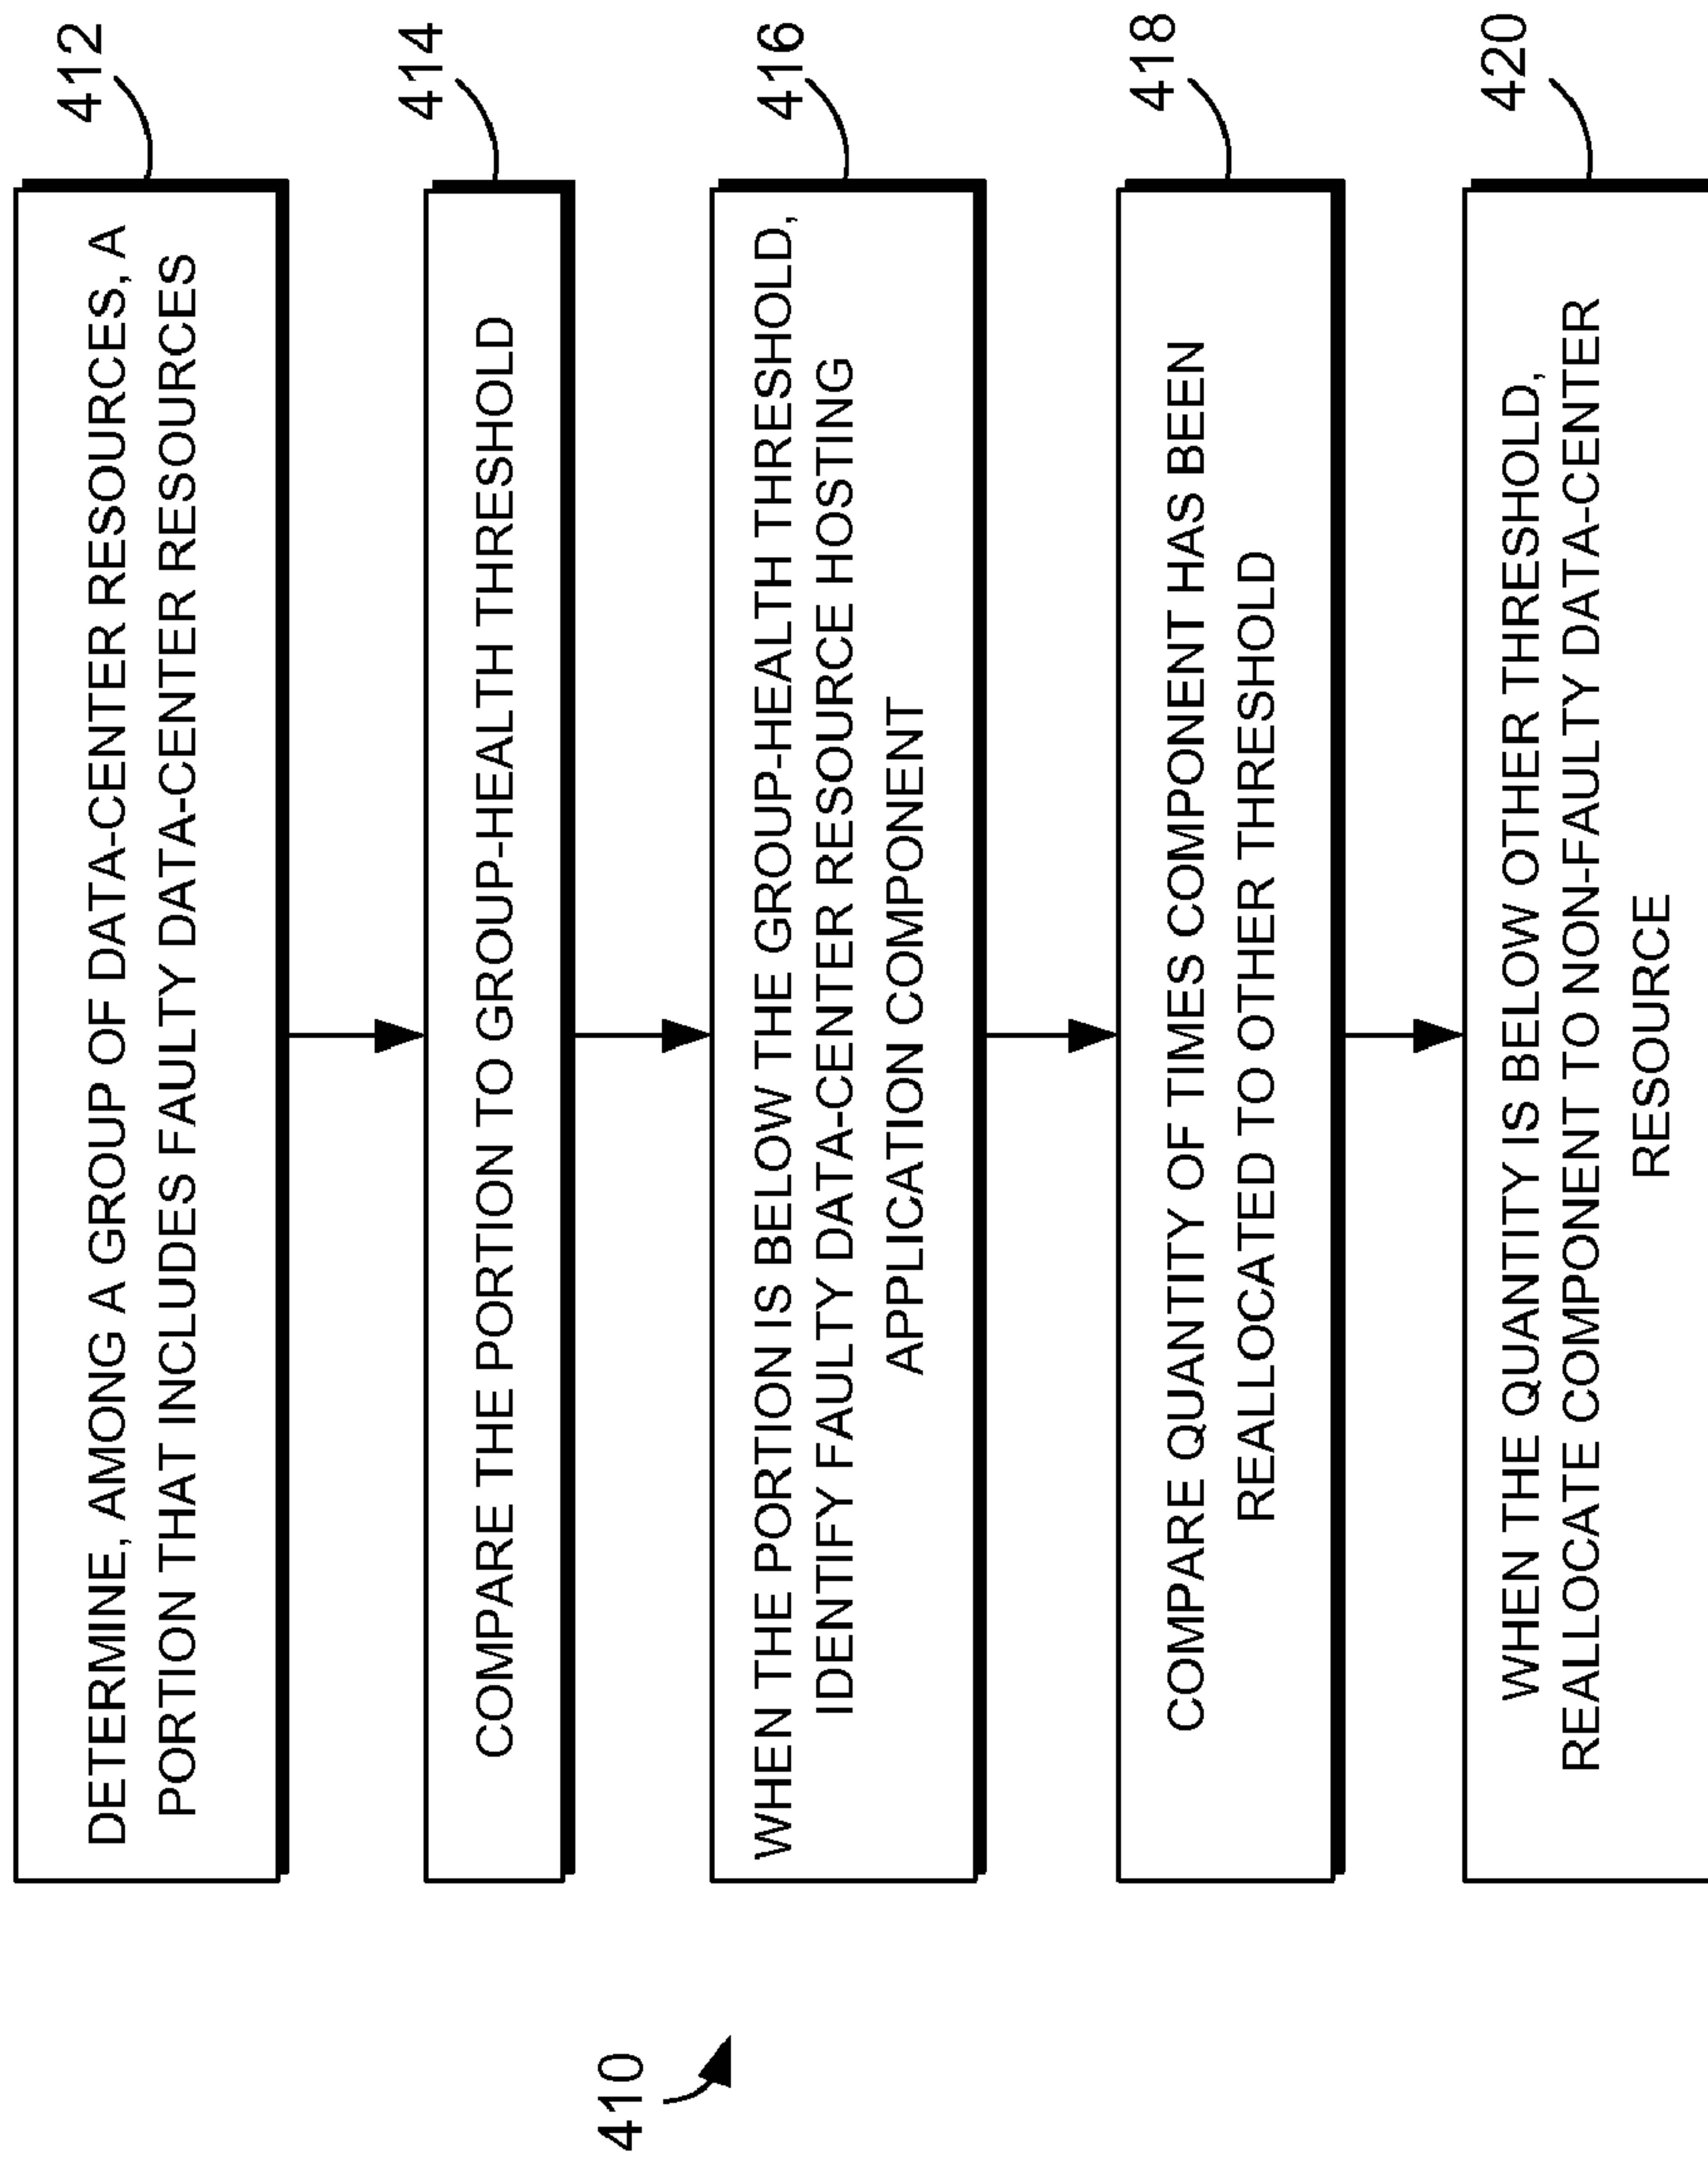 412
DETERMINE, AMONG A GROUP OF DATA-CENTER RESOURCES, A
PORTION THAT INCLUDES FAULTY DATA-CENTER RESOURCES
414
COMPARE THE PORTION TO GROUP-HEALTH THRESHOLD
416
WHEN THE PORTION IS BELOW THE GROUP-HEALTH THRESHOLD,
IDENTIFY FAULTY DATA-CENTER RESOURCE HOSTING
APPLICATION COMPONENT
418
COMPARE QUANTITY OF TIMES COMPONENT HAS BEEN
REALLOCATED TO OTHER THRESHOLD
420
WHEN THE QUANTITY IS BELOW OTHER THRESHOLD,
REALLOCATE COMPONENT TO NON-FAULTY DATA-CENTER
RESOURCE
410